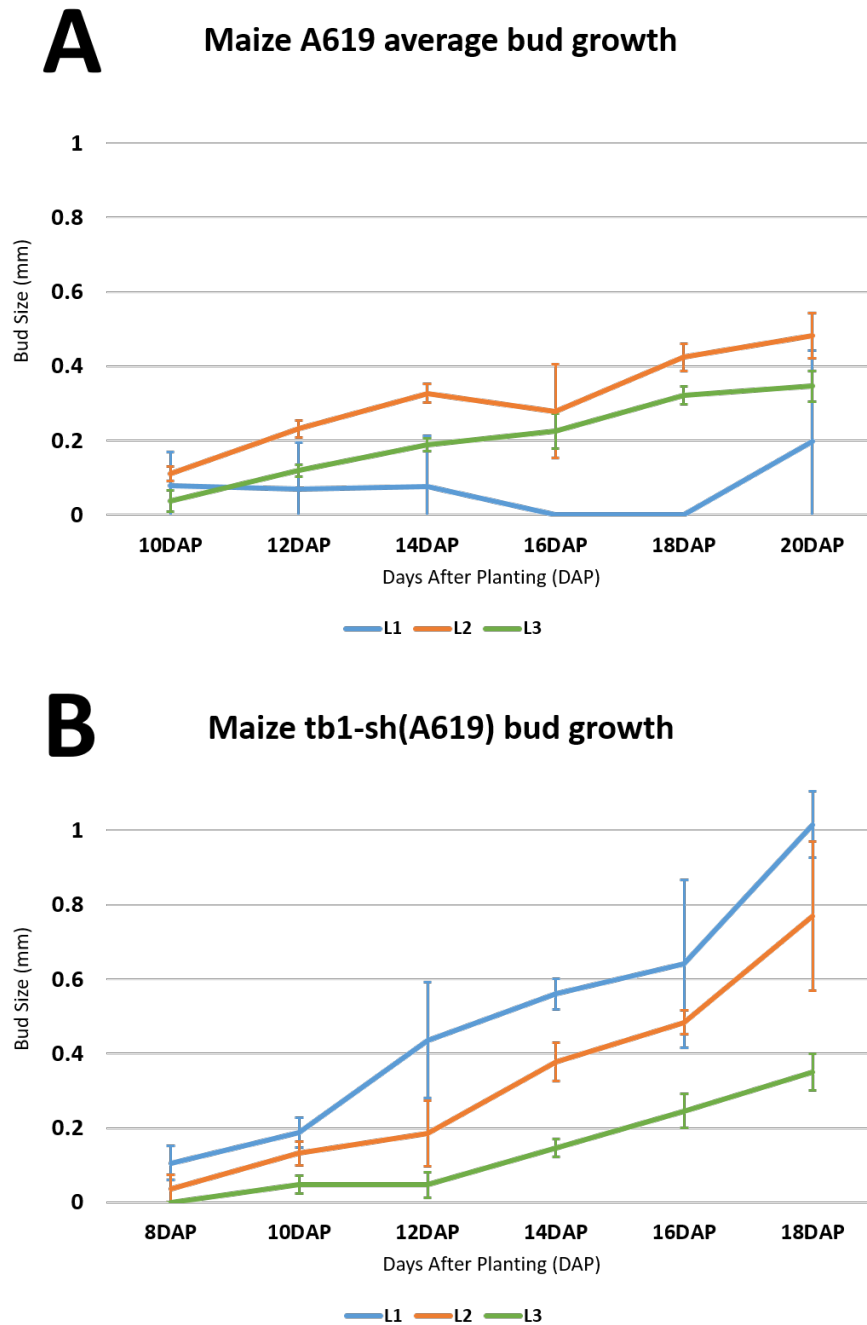 A
Maize A619 average bud growth
1
0.8
0.6
0.4
0.2
0
Bud Size (mm)
10DAP 12DAP 14DAP 16DAP 18DAP 20DAP
Days After Planting (DAP)
L1 L2 L3
B
Maize tb1-sh(A619) bud growth
1
0.8
0.6
0.4
0.2
0
Bud Size (mm)
8DAP 10DAP 12DAP 14DAP 16DAP 18DAP
Days After Planting (DAP)
L1 L2 L3